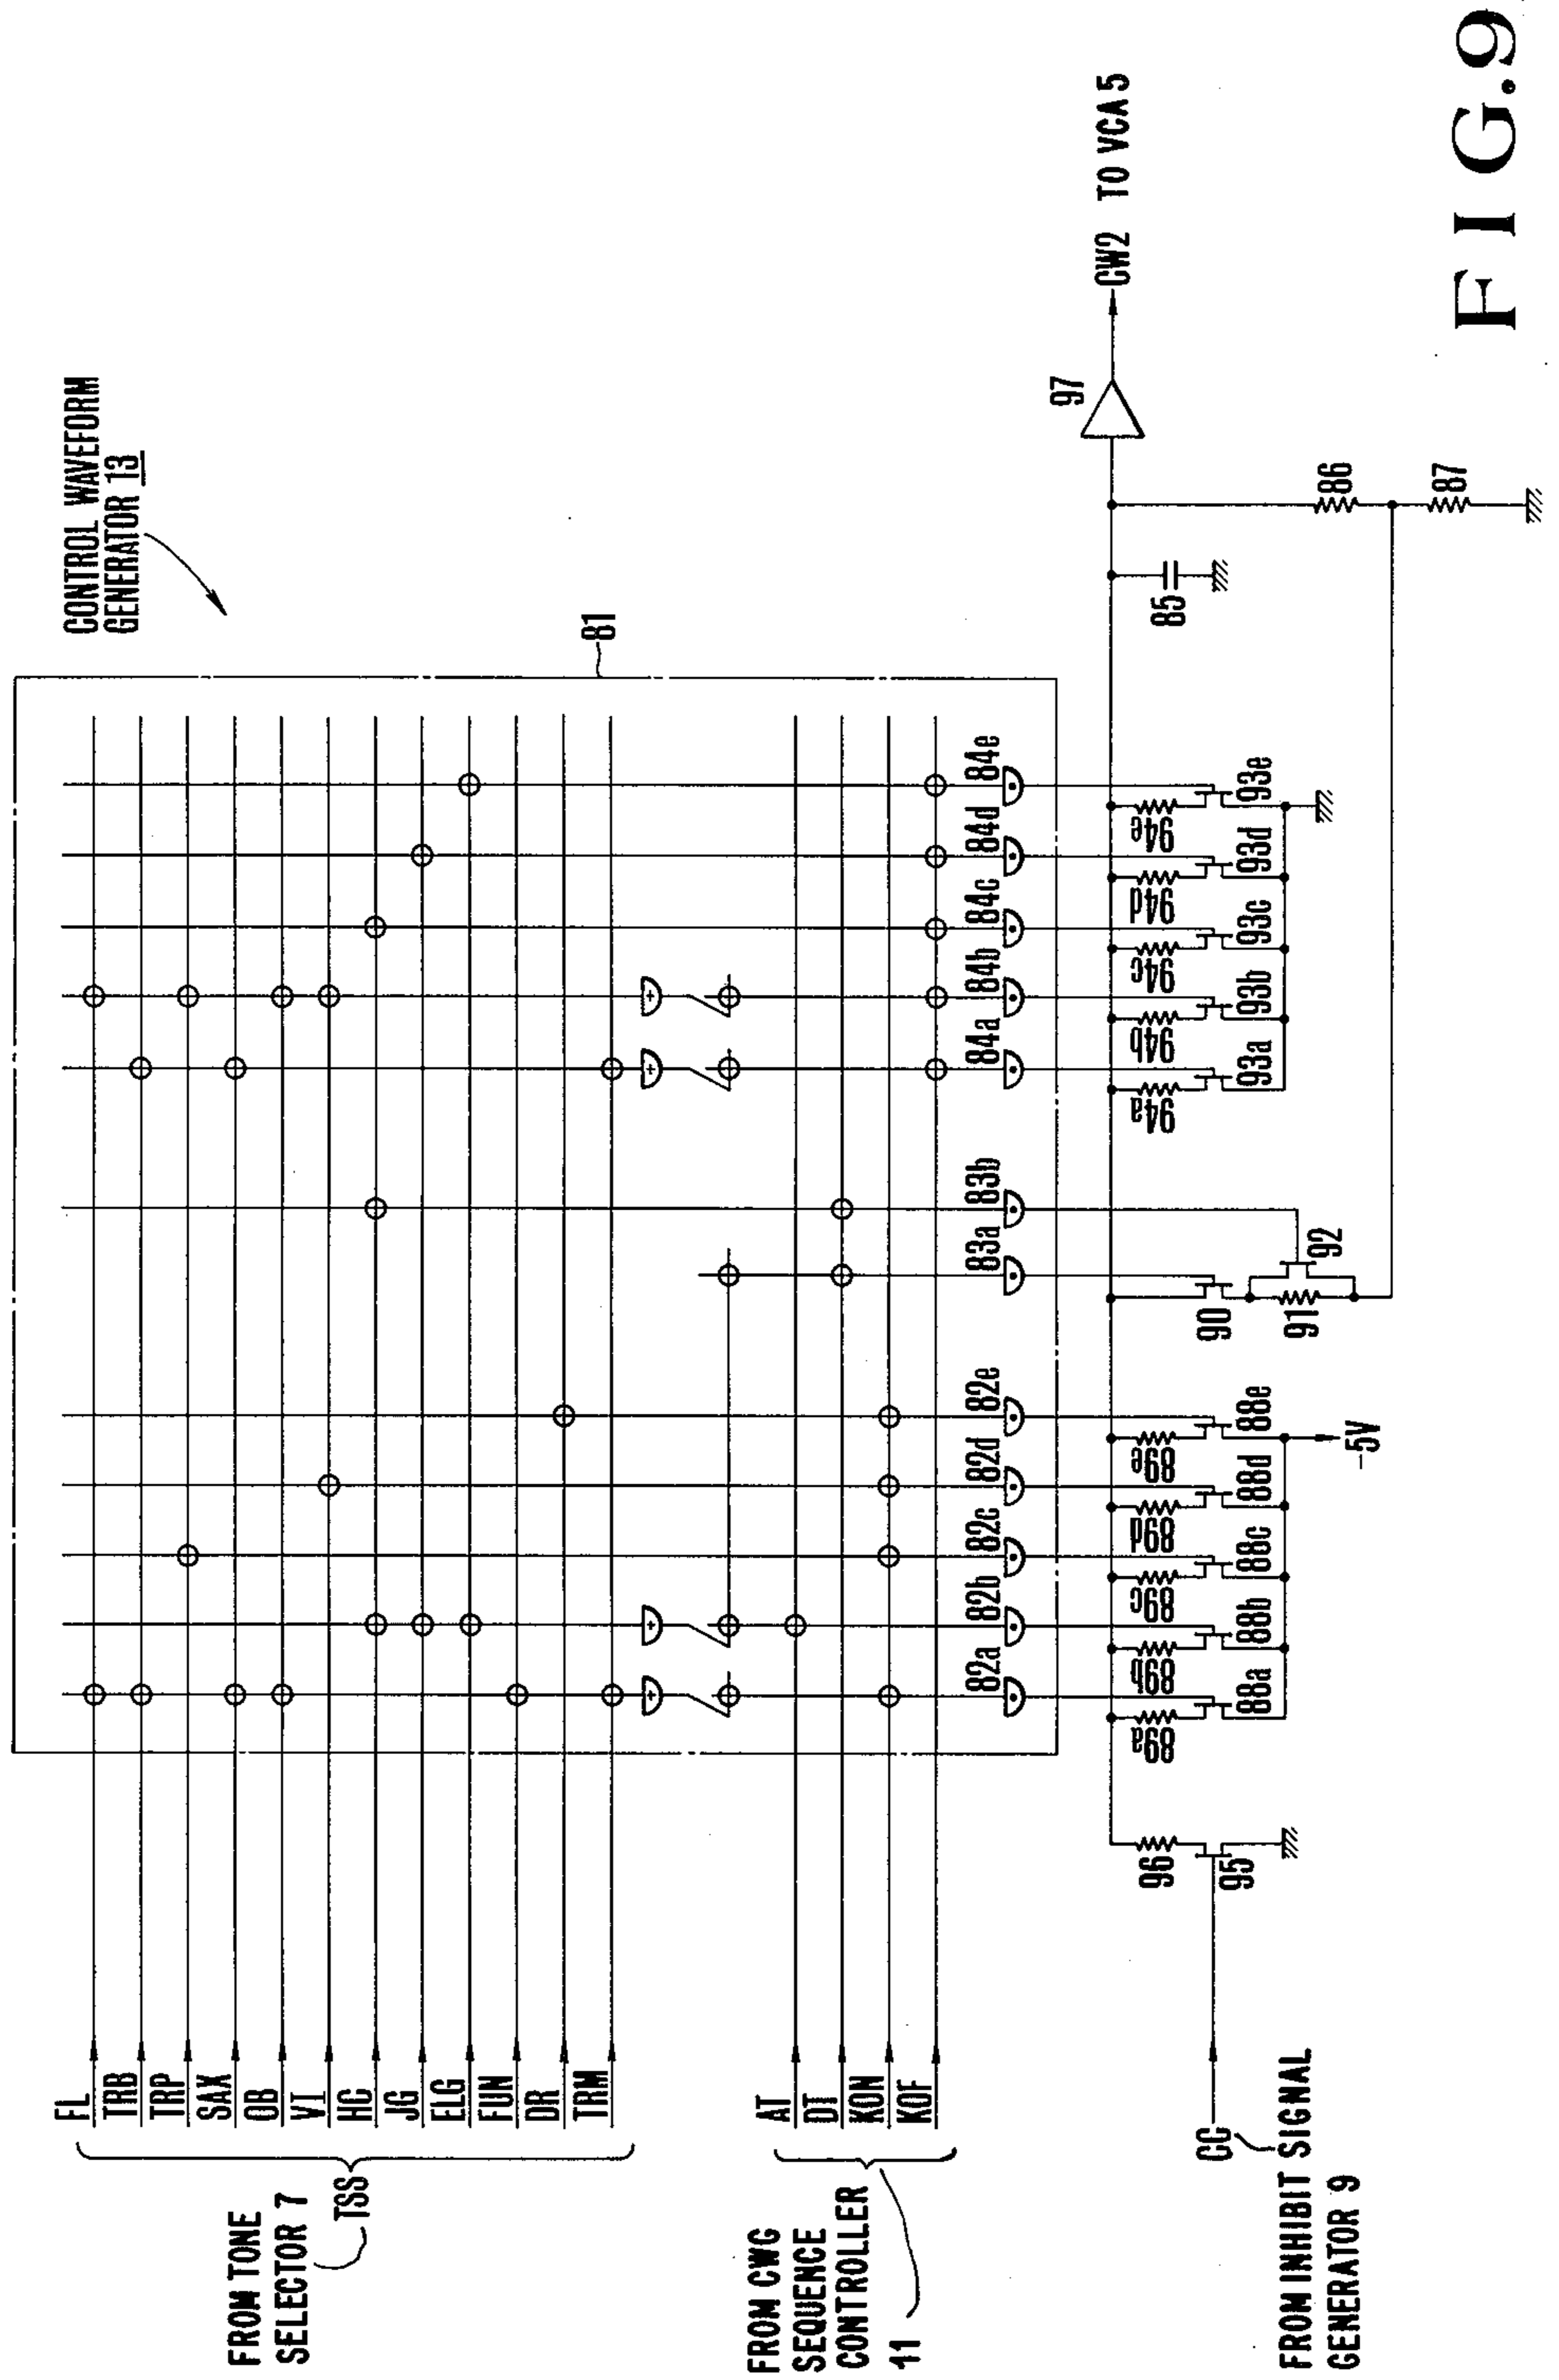 CONTROL WAVEFORM
GENERATOR 13
81
FL
TRB
TRP
SAX
OB
VI
HC
JG
ELG
FUN
DR
TRM
FROM TONE
SELECTOR 7
TSS
AT
DT
KON
KOF
FROM CWG
SEQUENCE
CONTROLLER
11
82a
82b
82c
82d
82e
83a
83b
84a
84b
84c
84d
84e
89a
89b
89c
89d
89e
88a
88b
88c
88d
88e
-5V
90
91
92
94a
94b
94c
94d
94e
93a
93b
93c
93d
93e
85
86
87
97
CW2 TO VCA 5
96
95
CC
FROM INHIBIT SIGNAL
GENERATOR 9
FIG.9